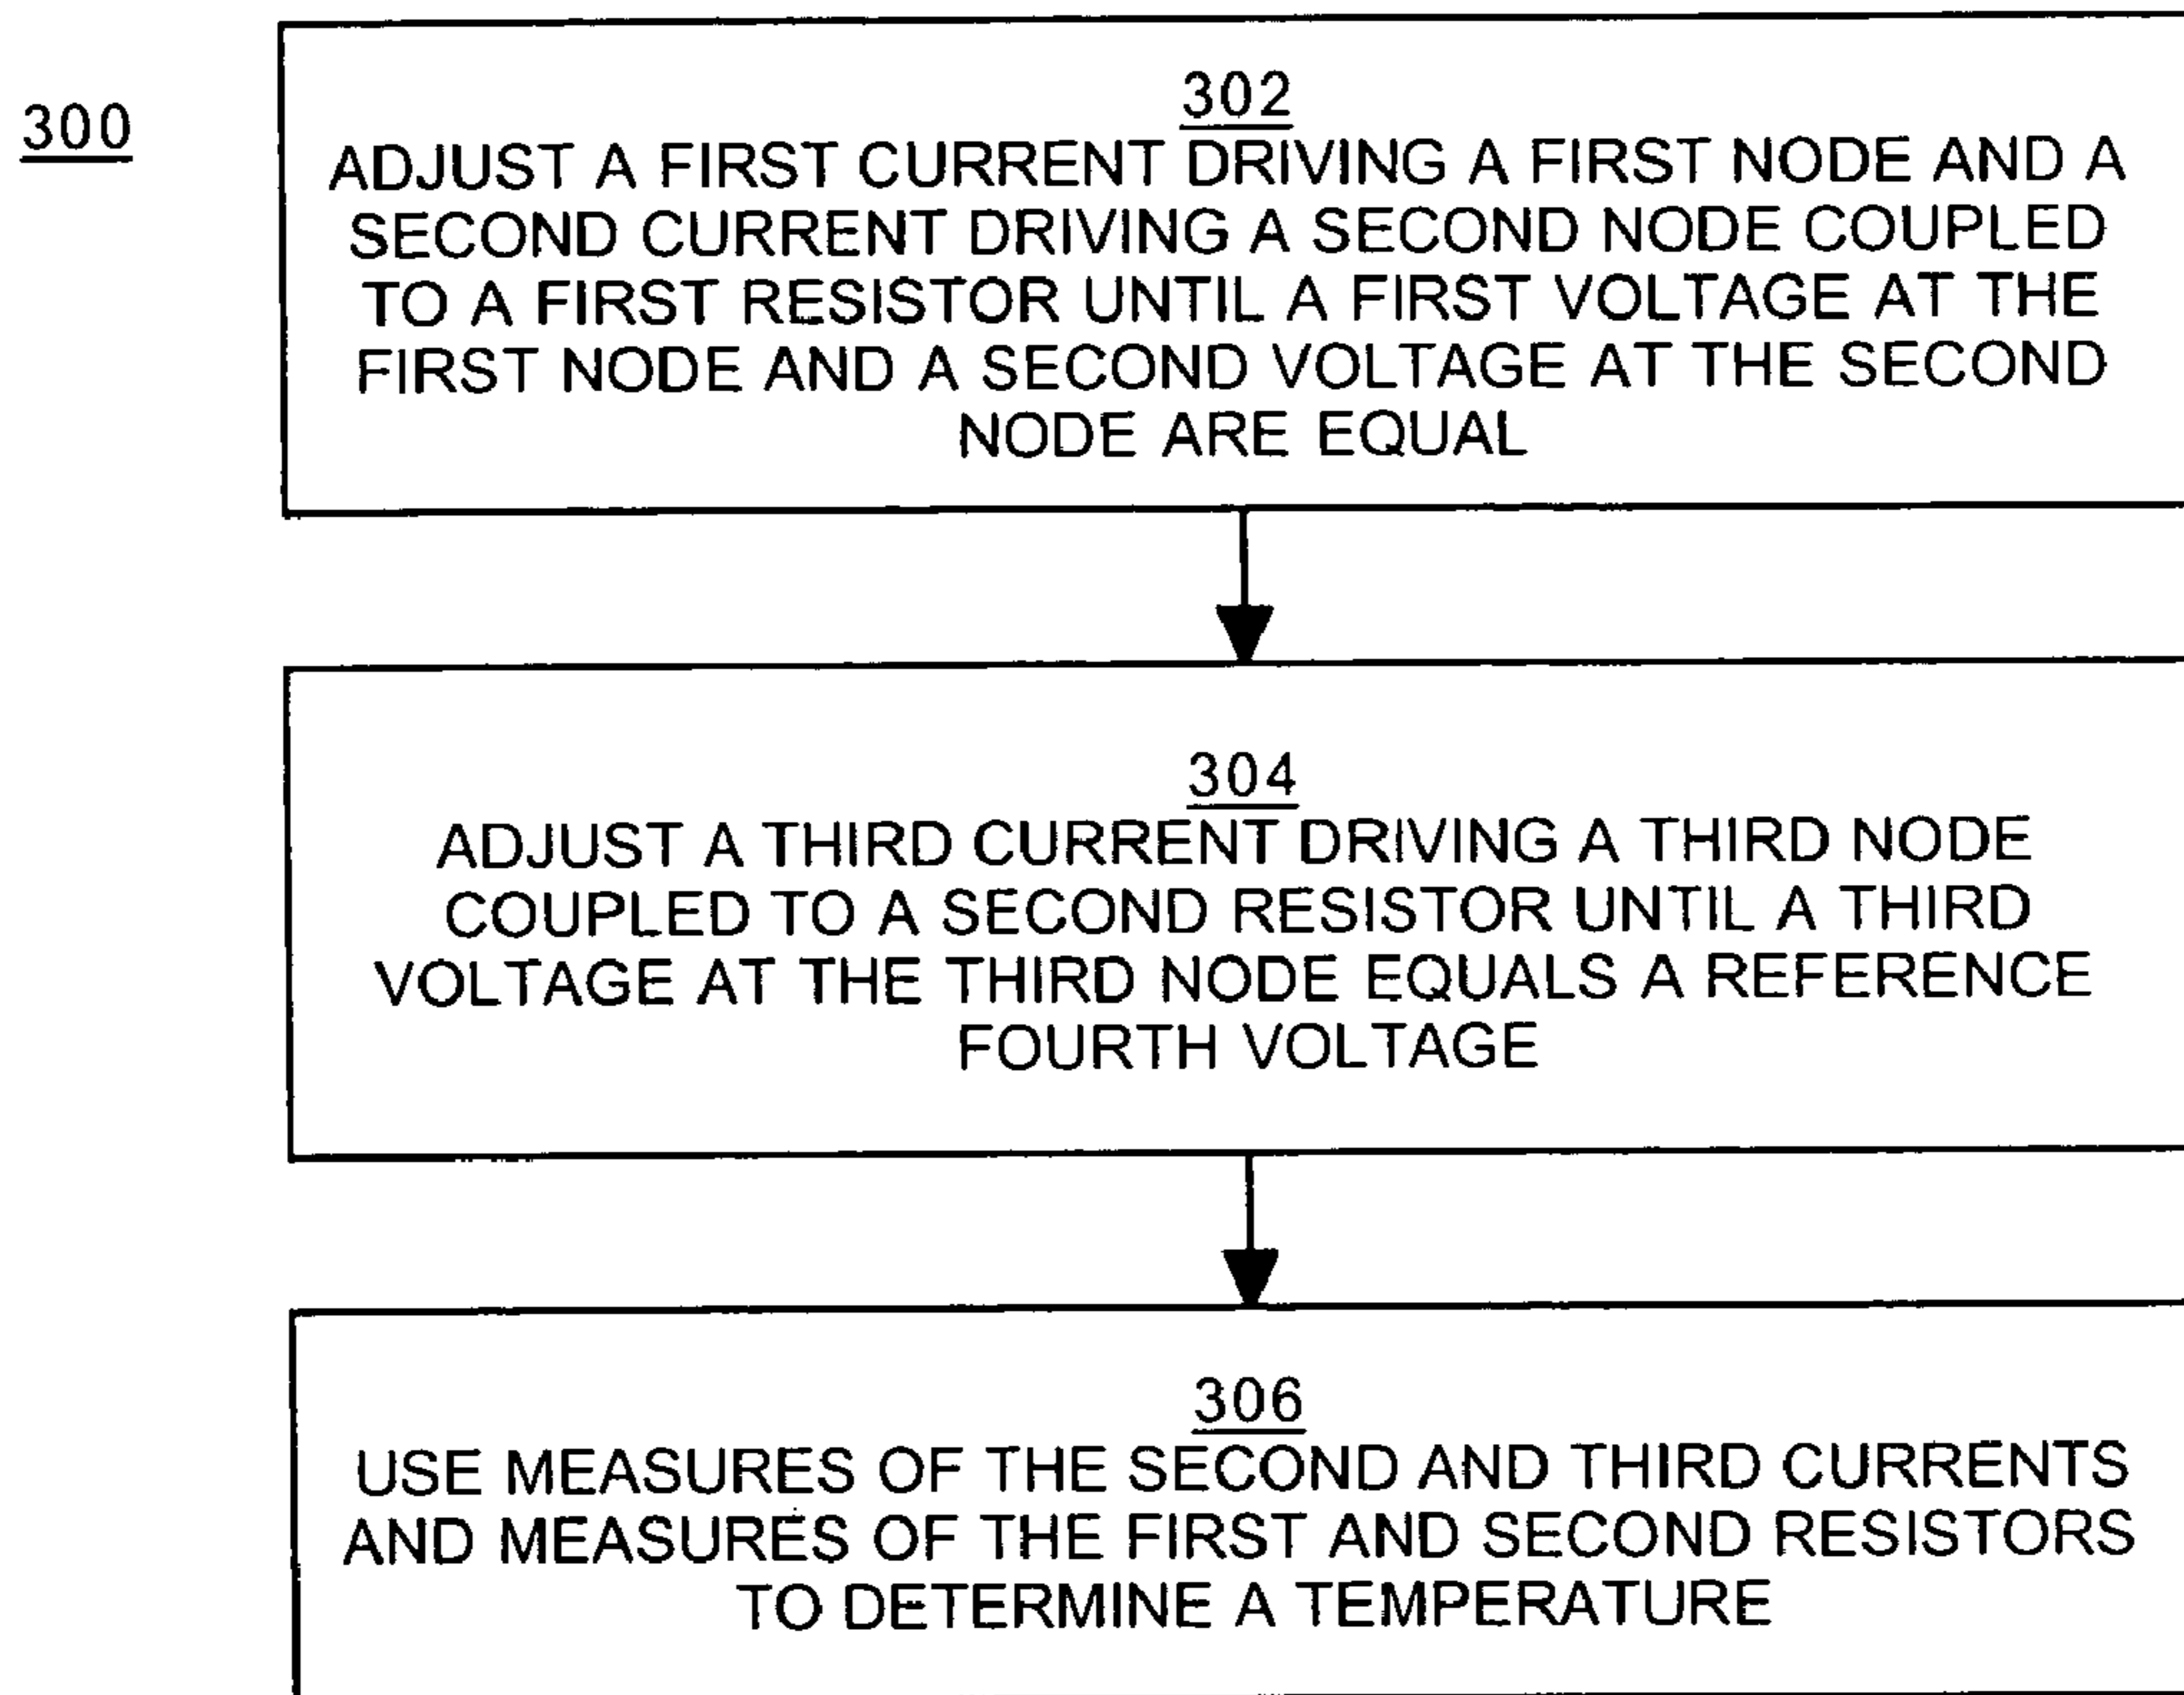 300
302
ADJUST A FIRST CURRENT DRIVING A FIRST NODE AND A
SECOND CURRENT DRIVING A SECOND NODE COUPLED
TO A FIRST RESISTOR UNTIL A FIRST VOLTAGE AT THE
FIRST NODE AND A SECOND VOLTAGE AT THE SECOND
NODE ARE EQUAL
304
ADJUST A THIRD CURRENT DRIVING A THIRD NODE
COUPLED TO A SECOND RESISTOR UNTIL A THIRD
VOLTAGE AT THE THIRD NODE EQUALS A REFERENCE
FOURTH VOLTAGE
306
USE MEASURES OF THE SECOND AND THIRD CURRENTS
AND MEASURES OF THE FIRST AND SECOND RESISTORS
TO DETERMINE A TEMPERATURE